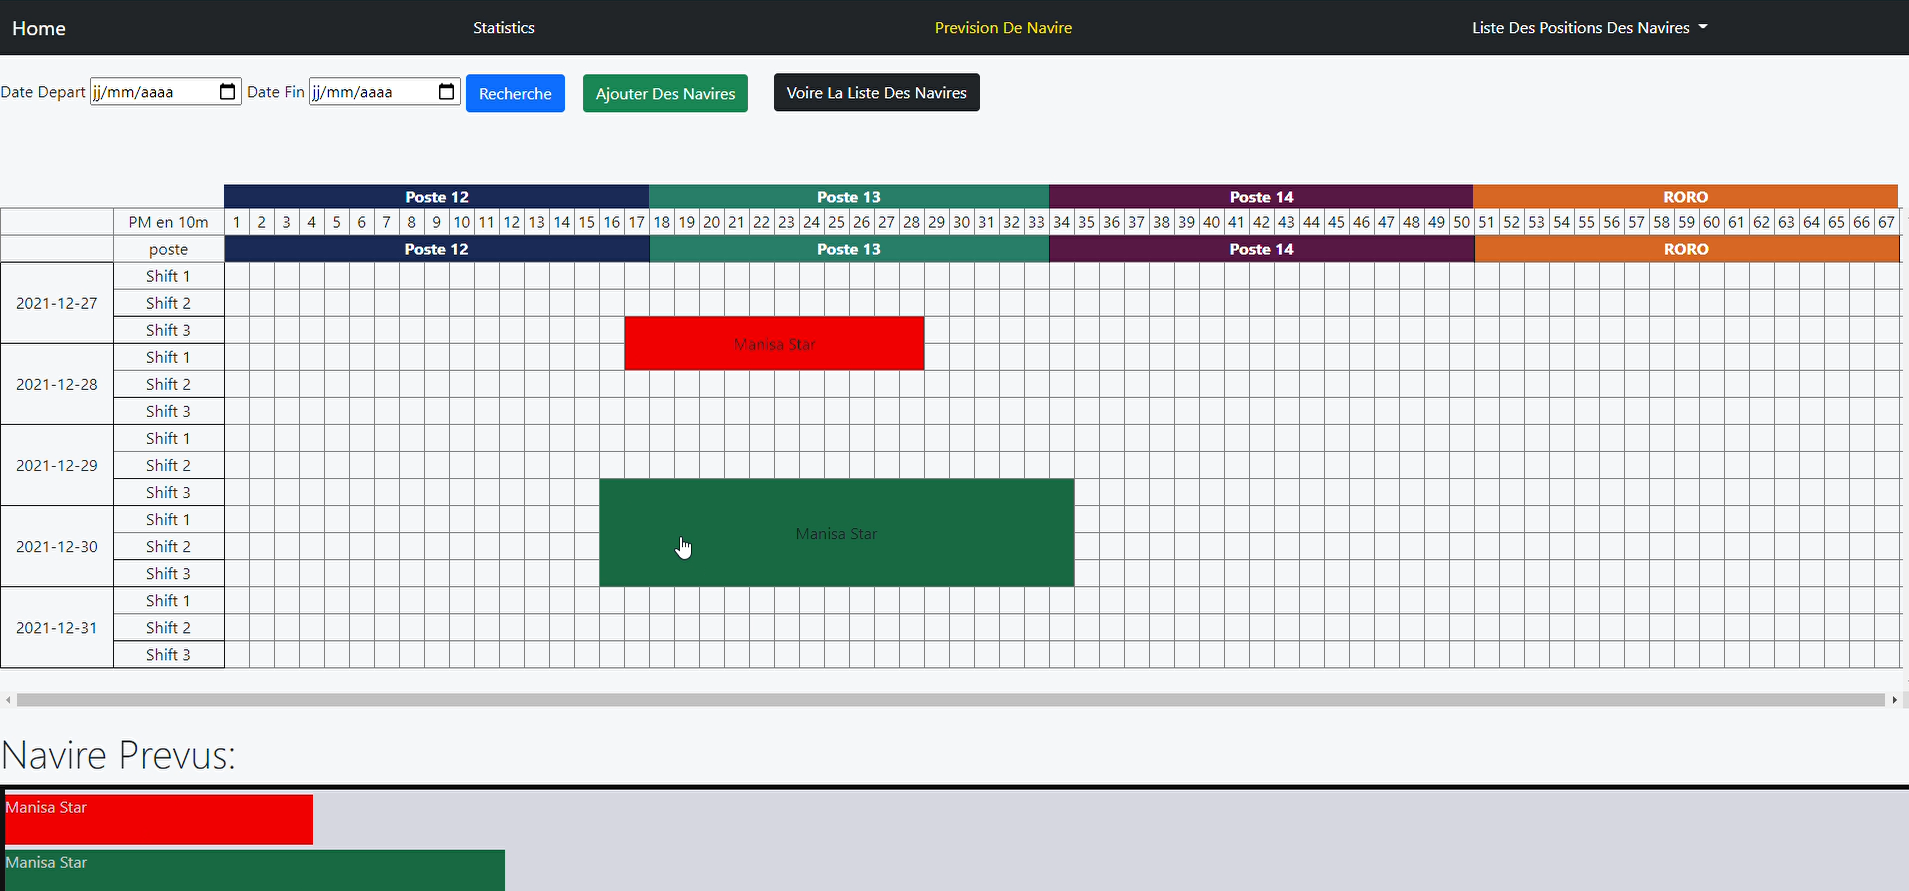 Home Statistics Prevision De Navire Liste Des Positions Des Navires
Date Depart jj/mm/aaaa Date Fin jj/mm/aaaa Recherche Ajouter Des Navires Voire La Liste Des Navires
Poste 12 Poste 13 Poste 14 RORO
PM en 10m 1 2 3 4 5 6 7 8 9 10 11 12 13 14 15 16 17 18 19 20 21 22 23 24 25 26 27 28 29 30 31 32 33 34 35 36 37 38 39 40 41 42 43 44 45 46 47 48 49 50 51 52 53 54 55 56 57 58 59 60 61 62 63 64 65 66 67
poste Poste 12 Poste 13 Poste 14 RORO
Shift 1
2021-12-27 Shift 2
Shift 3
Manisa Star
Shift 1
2021-12-28 Shift 2
Shift 3
Shift 1
2021-12-29 Shift 2
Shift 3
Shift 1
Manisa Star
2021-12-30 Shift 2
Shift 3
Shift 1
2021-12-31 Shift 2
Shift 3
Navire Prevus:
Manisa Star
Manisa Star